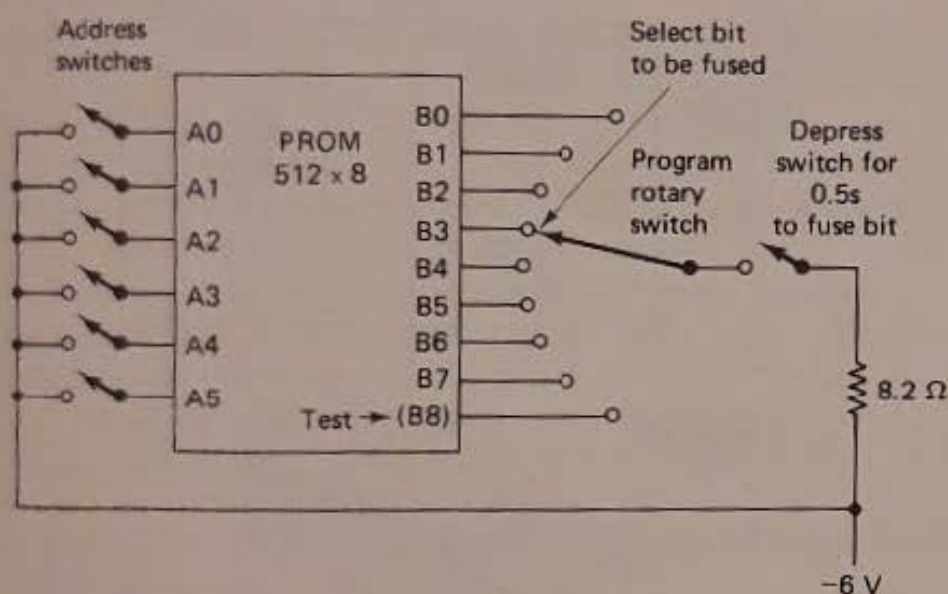 Address
switches
Select bit
to be fused
A0
A1
A2
A3
A4
A5
PROM
512 x 8
B0
B1
B2
B3
B4
B5
B6
B7
Test → (B8)
Program
rotary
switch
Depress
switch for
0.5s
to fuse bit
8.2 Ω
−6 V